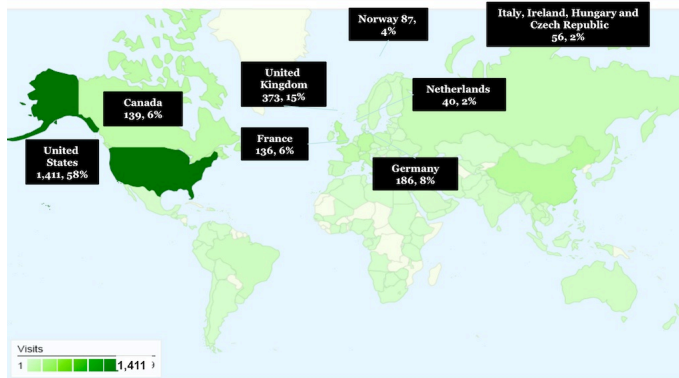 Norway 87,
4%
Italy, Ireland, Hungary and
Czech Republic
56, 2%
United
Kingdom
373, 15%
Netherlands
40, 2%
Canada
139, 6%
France
136, 6%
United
States
1,411, 58%
Germany
186, 8%
Visits
1
1,411